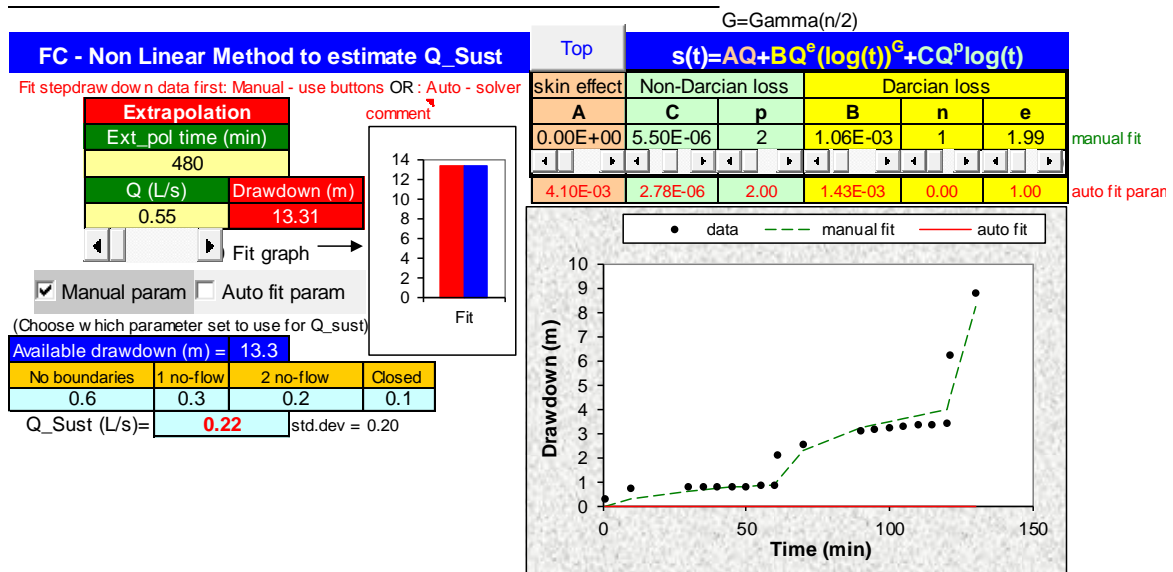 G=Gamma(n/2)
FC - Non Linear Method to estimate Q_Sust
Top
s(t)=AQ+BQᵉ(log(t))ᴳ+CQᵖlog(t)
Fit stepdrawdown data first: Manual - use buttons OR : Auto - solver
skin effect Non-Darcian loss Darcian loss
Extrapolation
comment
A C p B n e
Ext_pol time (min)
0.00E+00 5.50E-06 2 1.06E-03 1 1.99 manual fit
480
Q (L/s) Drawdown (m)
4.10E-03 2.78E-06 2.00 1.43E-03 0.00 1.00 auto fit param
0.55 13.31
Fit graph
14
12
10
8
6
4
2
0
Fit
Manual param Auto fit param
(Choose which parameter set to use for Q_sust)
Available drawdown (m) = 13.3
No boundaries 1 no-flow 2 no-flow Closed
0.6 0.3 0.2 0.1
Q_Sust (L/s)= 0.22 std.dev = 0.20
data manual fit auto fit
Drawdown (m)
10
9
8
7
6
5
4
3
2
1
0
0 50 100 150
Time (min)